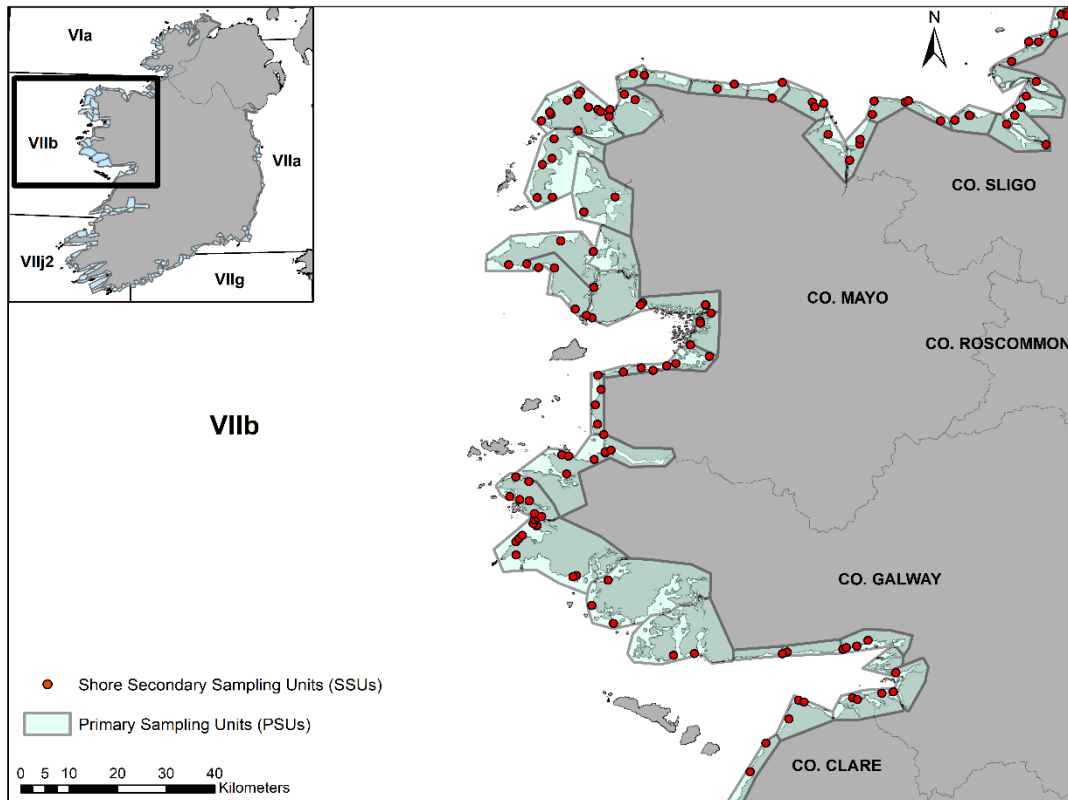 VIa
VIIb
VIIa
VIIj2
VIIg
N
CO. SLIGO
CO. MAYO
CO. ROSCOMMON
VIIb
CO. GALWAY
CO. CLARE
Shore Secondary Sampling Units (SSUs)
Primary Sampling Units (PSUs)
0 5 10 20 30 40
Kilometers